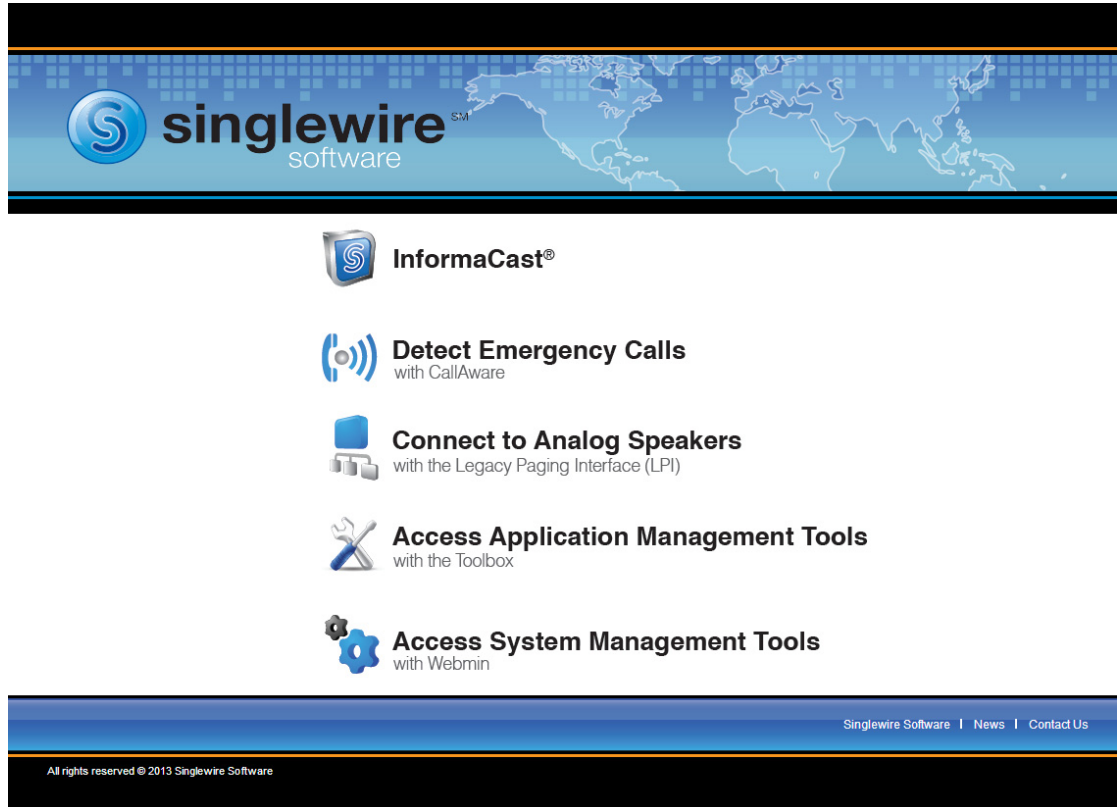 singlewire SM
software
InformaCast®
Detect Emergency Calls
with CallAware
Connect to Analog Speakers
with the Legacy Paging Interface (LPI)
Access Application Management Tools
with the Toolbox
Access System Management Tools
with Webmin
Singlewire Software | News | Contact Us
All rights reserved © 2013 Singlewire Software